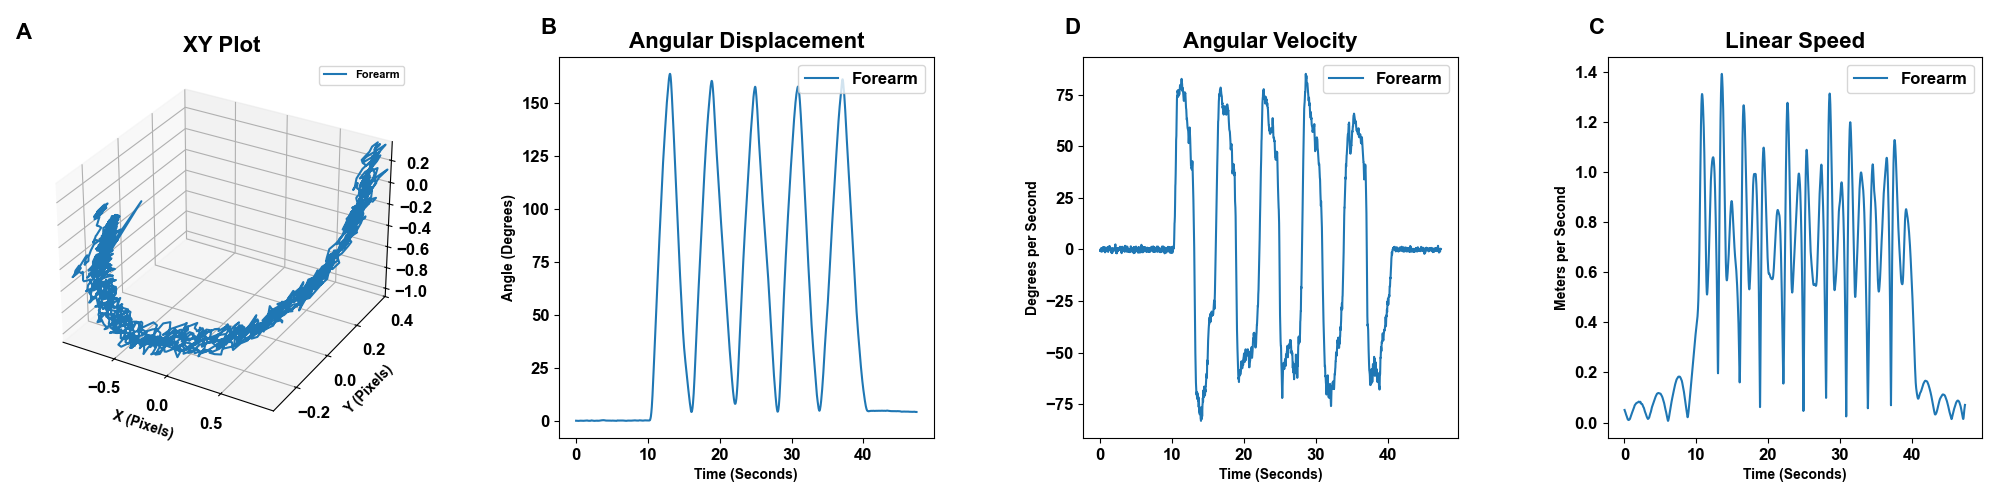 A
XY Plot
Forearm
0.2
0.0
−0.2
−0.4
−0.6
−0.8
−1.0
0.4
0.2
0.0
−0.2
Y (Pixels)
−0.5
0.0
0.5
X (Pixels)
B
Angular Displacement
Forearm
150
125
100
75
50
25
0
Angle (Degrees)
0 10 20 30 40
Time (Seconds)
D
Angular Velocity
Forearm
75
50
25
0
−25
−50
−75
Degrees per Second
0 10 20 30 40
Time (Seconds)
C
Linear Speed
Forearm
1.4
1.2
1.0
0.8
0.6
0.4
0.2
0.0
Meters per Second
0 10 20 30 40
Time (Seconds)